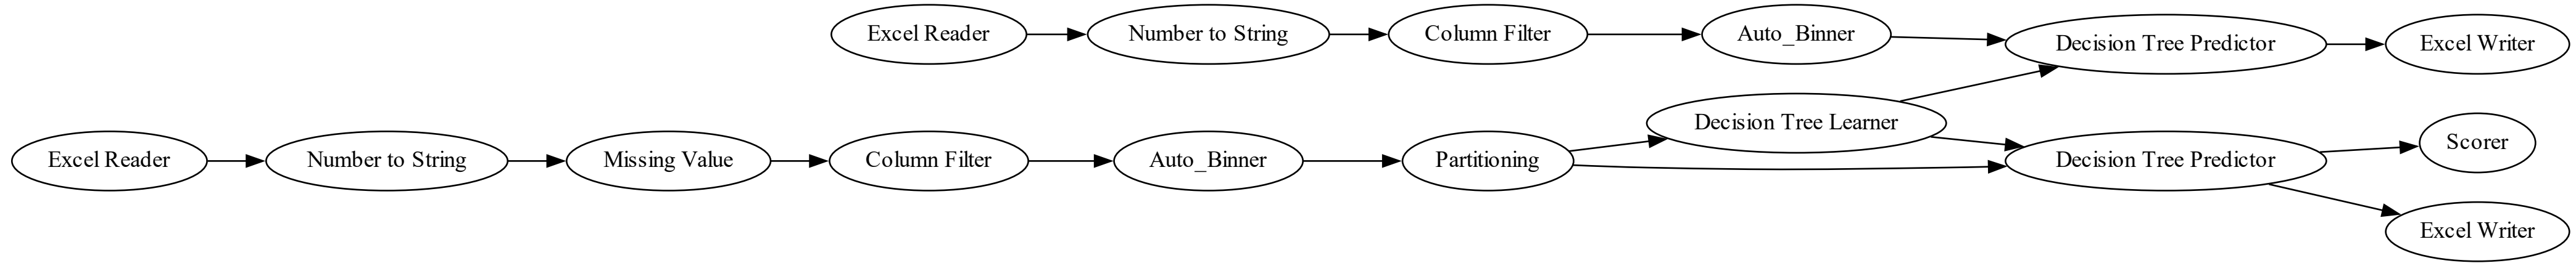 Excel Reader
Number to String
Column Filter
Auto_Binner
Decision Tree Predictor
Excel Writer
Decision Tree Learner
Excel Reader
Number to String
Missing Value
Column Filter
Auto_Binner
Partitioning
Decision Tree Predictor
Scorer
Excel Writer